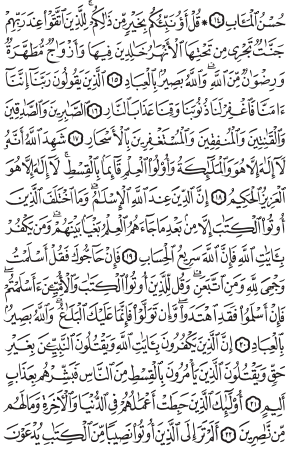 حُسْنُ ٱلْمَـَٔابِ ١٤ ۞ قُلْ أَؤُنَبِّئُكُم بِخَيْرٍ مِّن ذَٰلِكُمْ ۚ لِلَّذِينَ ٱتَّقَوْا۟ عِندَ رَبِّهِمْ
جَنَّـٰتٌ تَجْرِى مِن تَحْتِهَا ٱلْأَنْهَـٰرُ خَـٰلِدِينَ فِيهَا وَأَزْوَٰجٌ مُّطَهَّرَةٌ
وَرِضْوَٰنٌ مِّنَ ٱللَّهِ ۗ وَٱللَّهُ بَصِيرٌۢ بِٱلْعِبَادِ ١٥ ٱلَّذِينَ يَقُولُونَ رَبَّنَآ إِنَّنَآ
ءَامَنَّا فَٱغْفِرْ لَنَا ذُنُوبَنَا وَقِنَا عَذَابَ ٱلنَّارِ ١٦ ٱلصَّـٰبِرِينَ وَٱلصَّـٰدِقِينَ
وَٱلْقَـٰنِتِينَ وَٱلْمُنفِقِينَ وَٱلْمُسْتَغْفِرِينَ بِٱلْأَسْحَارِ ١٧ شَهِدَ ٱللَّهُ أَنَّهُۥ
لَآ إِلَـٰهَ إِلَّا هُوَ وَٱلْمَلَـٰٓئِكَةُ وَأُو۟لُوا۟ ٱلْعِلْمِ قَآئِمًۢا بِٱلْقِسْطِ ۚ لَآ إِلَـٰهَ إِلَّا هُوَ
ٱلْعَزِيزُ ٱلْحَكِيمُ ١٨ إِنَّ ٱلدِّينَ عِندَ ٱللَّهِ ٱلْإِسْلَـٰمُ ۗ وَمَا ٱخْتَلَفَ ٱلَّذِينَ
أُوتُوا۟ ٱلْكِتَـٰبَ إِلَّا مِنۢ بَعْدِ مَا جَآءَهُمُ ٱلْعِلْمُ بَغْيًۢا بَيْنَهُمْ ۗ وَمَن يَكْفُرْ
بِـَٔايَـٰتِ ٱللَّهِ فَإِنَّ ٱللَّهَ سَرِيعُ ٱلْحِسَابِ ١٩ فَإِنْ حَآجُّوكَ فَقُلْ أَسْلَمْتُ
وَجْهِىَ لِلَّهِ وَمَنِ ٱتَّبَعَنِ ۗ وَقُل لِّلَّذِينَ أُوتُوا۟ ٱلْكِتَـٰبَ وَٱلْأُمِّيِّـۧنَ ءَأَسْلَمْتُمْ ۚ
فَإِنْ أَسْلَمُوا۟ فَقَدِ ٱهْتَدَوا۟ ۖ وَّإِن تَوَلَّوْا۟ فَإِنَّمَا عَلَيْكَ ٱلْبَلَـٰغُ ۗ وَٱللَّهُ بَصِيرٌۢ
بِٱلْعِبَادِ ٢٠ إِنَّ ٱلَّذِينَ يَكْفُرُونَ بِـَٔايَـٰتِ ٱللَّهِ وَيَقْتُلُونَ ٱلنَّبِيِّـۧنَ بِغَيْرِ
حَقٍّ وَيَقْتُلُونَ ٱلَّذِينَ يَأْمُرُونَ بِٱلْقِسْطِ مِنَ ٱلنَّاسِ فَبَشِّرْهُم بِعَذَابٍ
أَلِيمٍ ٢١ أُو۟لَـٰٓئِكَ ٱلَّذِينَ حَبِطَتْ أَعْمَـٰلُهُمْ فِى ٱلدُّنْيَا وَٱلْـَٔاخِرَةِ وَمَا لَهُم
مِّن نَّـٰصِرِينَ ٢٢ أَلَمْ تَرَ إِلَى ٱلَّذِينَ أُوتُوا۟ نَصِيبًا مِّنَ ٱلْكِتَـٰبِ يُدْعَوْنَ